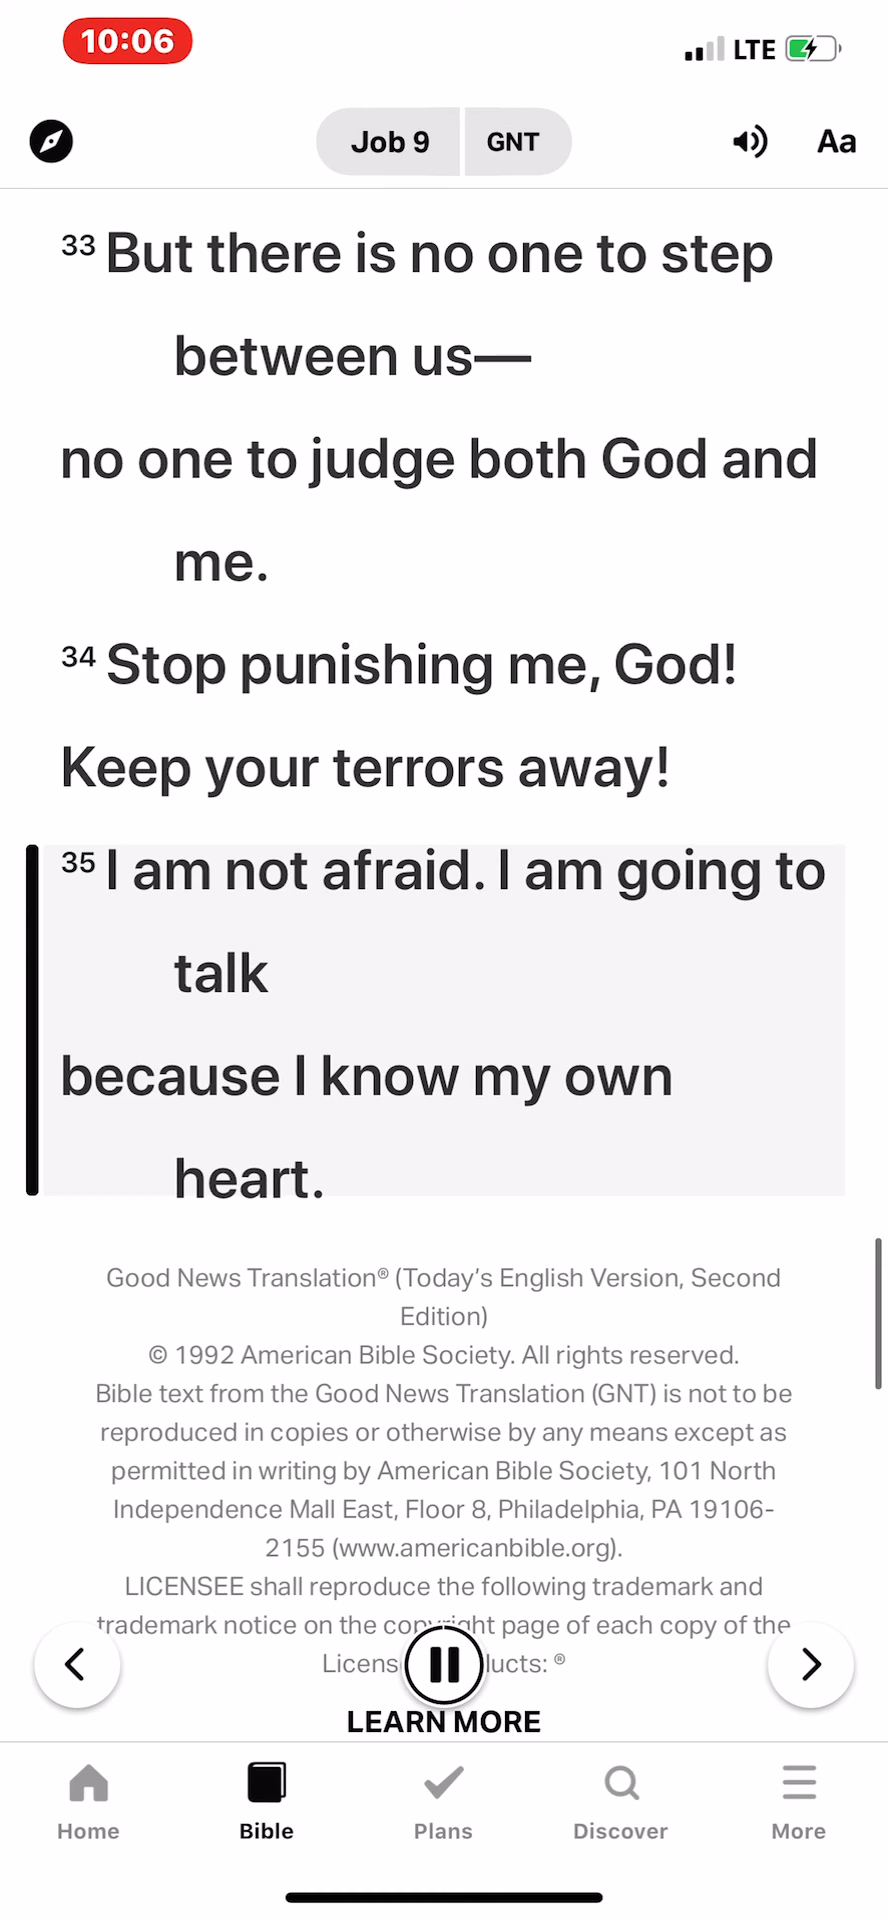 10:06
LTE
Job 9 GNT
Aa
33 But there is no one to step
between us—
no one to judge both God and
me.
34 Stop punishing me, God!
Keep your terrors away!
35 I am not afraid. I am going to
talk
because I know my own
heart.
Good News Translation® (Today's English Version, Second
Edition)
© 1992 American Bible Society. All rights reserved.
Bible text from the Good News Translation (GNT) is not to be
reproduced in copies or otherwise by any means except as
permitted in writing by American Bible Society, 101 North
Independence Mall East, Floor 8, Philadelphia, PA 19106-
2155 (www.americanbible.org).
LICENSEE shall reproduce the following trademark and
trademark notice on the copyright page of each copy of the
®
LEARN MORE
Home Bible Plans Discover More